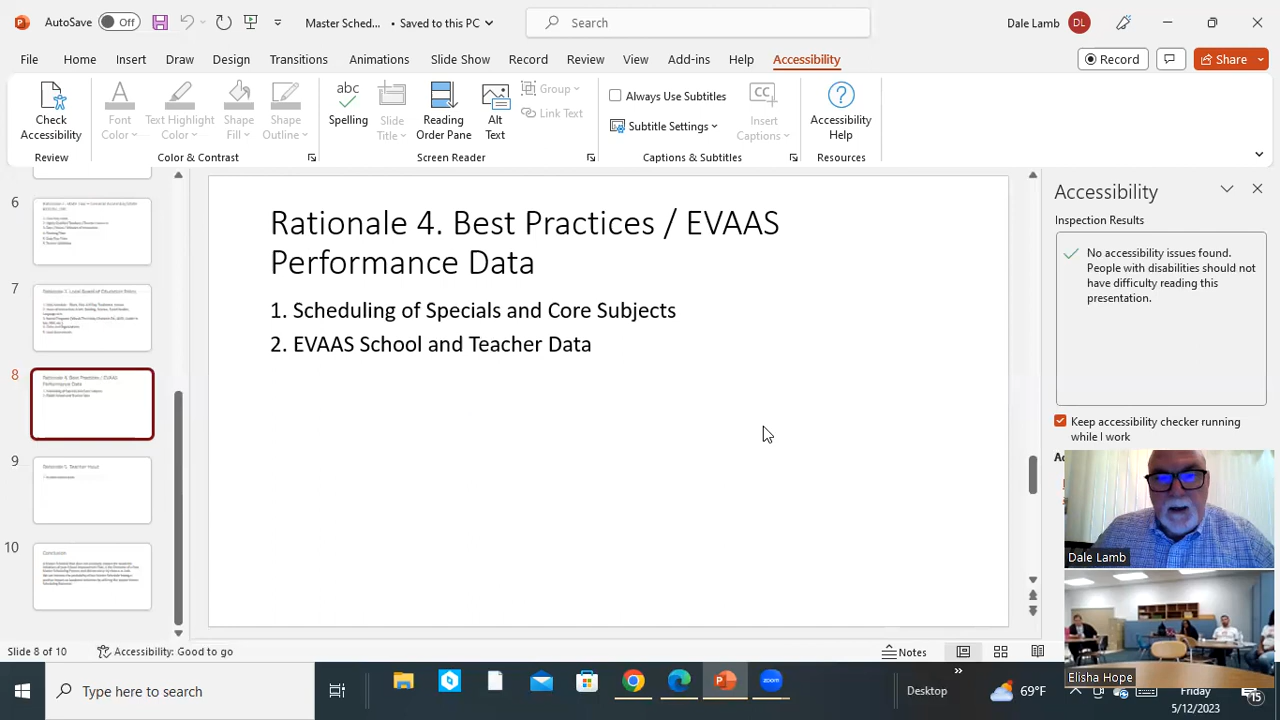 AutoSave Off Master Sched... • Saved to this PC Search Dale Lamb DL
File Home Insert Draw Design Transitions Animations Slide Show Record Review View Add-ins Help Accessibility Record Share
Check Accessibility
Font Color
Text Highlight Color
Shape Fill
Shape Outline
abc
Spelling
Slide Title
Reading Order Pane
Alt Text
Group
Link Text
Always Use Subtitles
Subtitle Settings
CC
Insert Captions
Accessibility Help
Review Color & Contrast Screen Reader Captions & Subtitles Resources
6
7
8
9
10
Conclusion
Rationale 4. Best Practices / EVAAS
Performance Data
1. Scheduling of Specials and Core Subjects
2. EVAAS School and Teacher Data
Accessibility
Inspection Results
No accessibility issues found.
People with disabilities should not
have difficulty reading this
presentation.
Keep accessibility checker running
while I work
Dale Lamb
Elisha Hope
Slide 8 of 10 Accessibility: Good to go Notes
Type here to search zoom Desktop 69°F Friday
5/12/2023 15